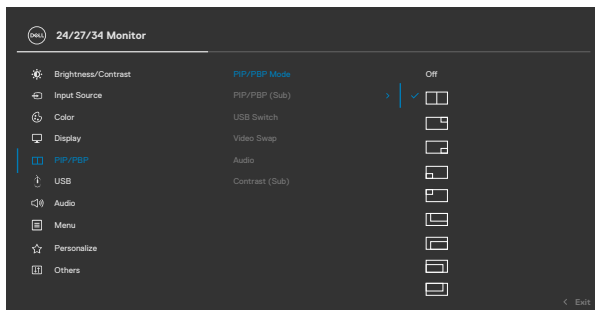 DELL
24/27/34 Monitor
Brightness/Contrast
Input Source
Color
Display
PIP/PBP
USB
Audio
Menu
Personalize
Others
PIP/PBP Mode
PIP/PBP (Sub)
USB Switch
Video Swap
Audio
Contrast (Sub)
Off
Exit